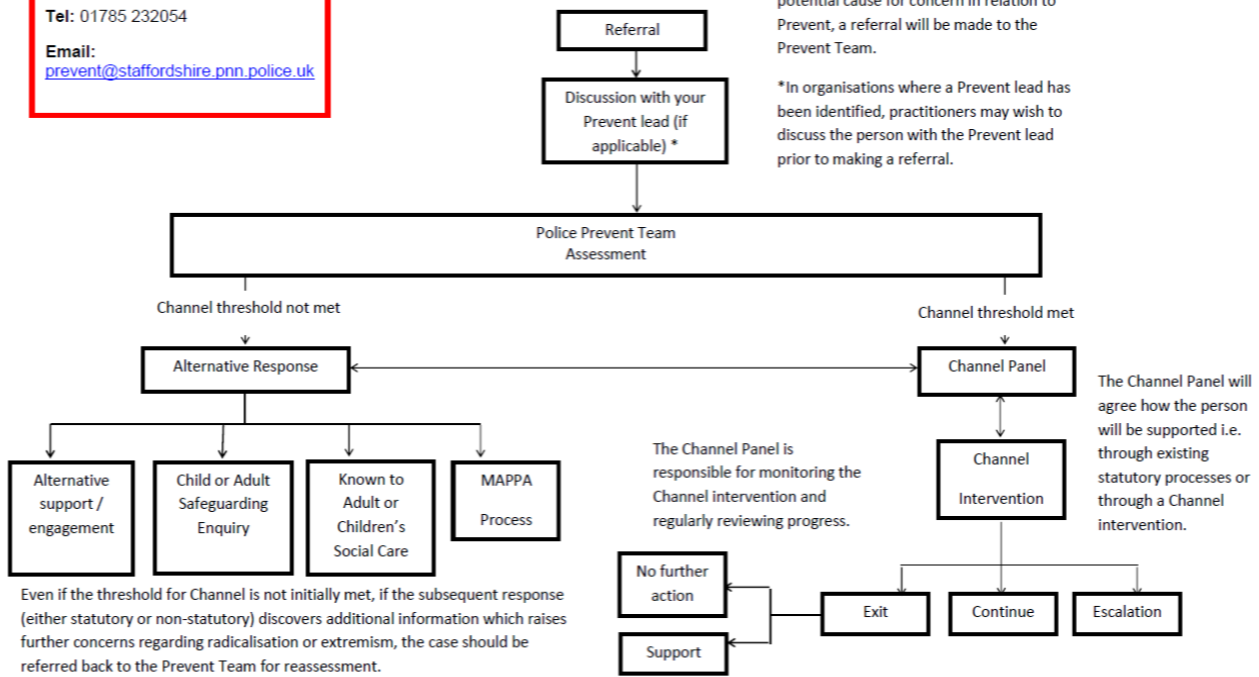 Tel: 01785 232054
Email:
prevent@staffordshire.pnn.police.uk
potential cause for concern in relation to
Prevent, a referral will be made to the
Prevent Team.
*In organisations where a Prevent lead has
been identified, practitioners may wish to
discuss the person with the Prevent lead
prior to making a referral.
Referral
Discussion with your
Prevent lead (if
applicable) *
Police Prevent Team
Assessment
Channel threshold not met
Channel threshold met
Alternative Response
Channel Panel
The Channel Panel will
agree how the person
will be supported i.e.
through existing
statutory processes or
through a Channel
intervention.
Alternative
support /
engagement
Child or Adult
Safeguarding
Enquiry
Known to
Adult or
Children's
Social Care
MAPPA
Process
The Channel Panel is
responsible for monitoring the
Channel intervention and
regularly reviewing progress.
Channel
Intervention
No further
action
Support
Exit
Continue
Escalation
Even if the threshold for Channel is not initially met, if the subsequent response
(either statutory or non-statutory) discovers additional information which raises
further concerns regarding radicalisation or extremism, the case should be
referred back to the Prevent Team for reassessment.